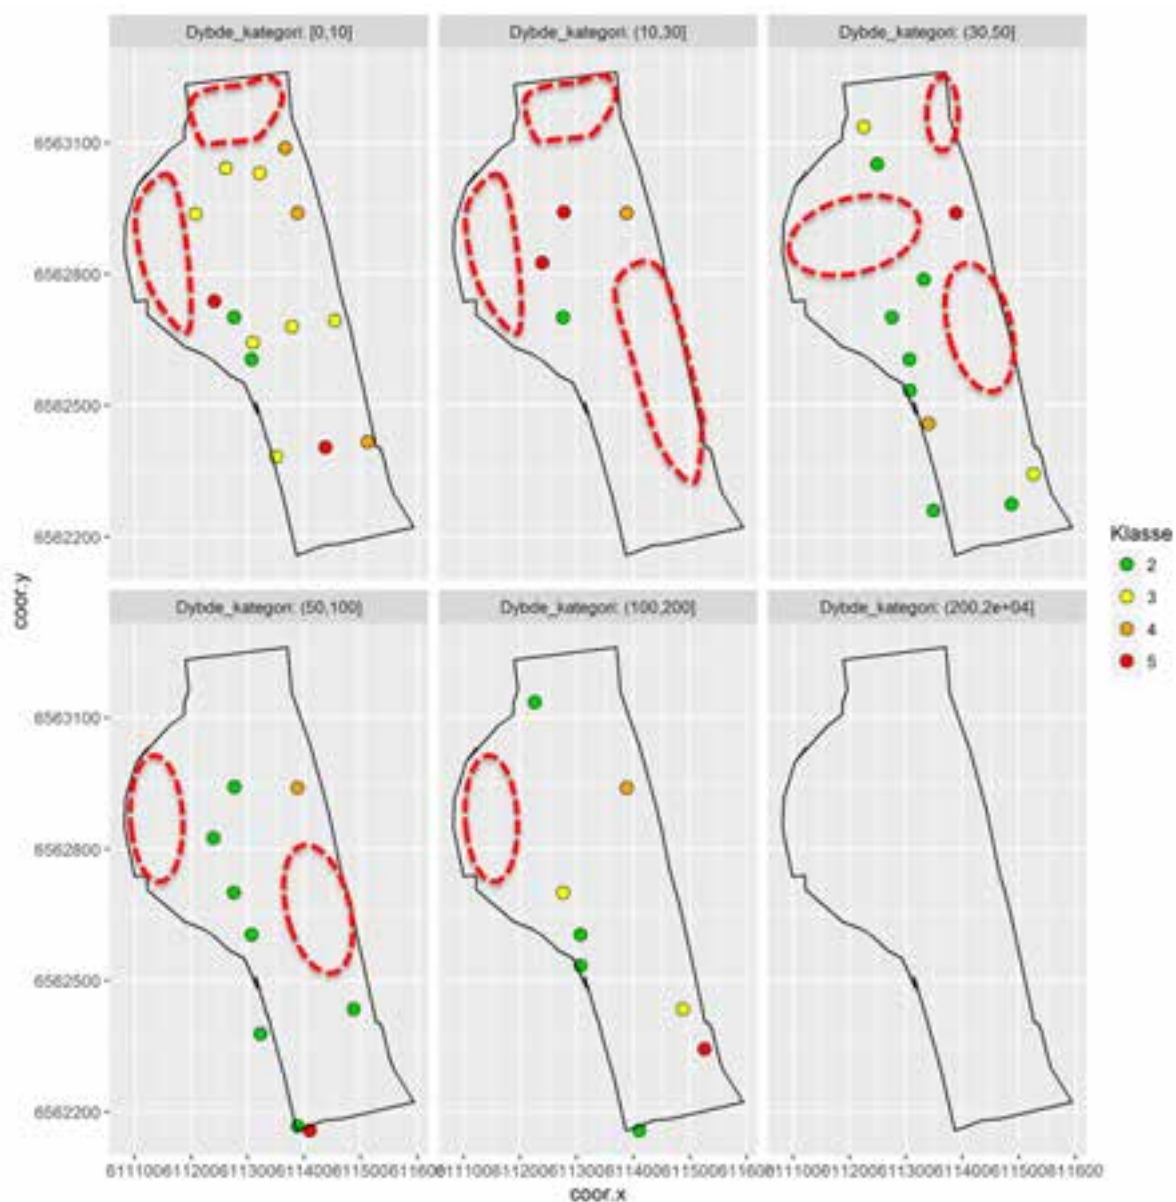 Dybde_kategori: [0,10]
Dybde_kategori: (10,30]
Dybde_kategori: (30,50]
6563100
6562800
6562500
6562200
Klasse
2
3
4
5
coor.y
Dybde_kategori: (50,100]
Dybde_kategori: (100,200]
Dybde_kategori: (200,2e+04]
6563100
6562800
6562500
6562200
coor.x